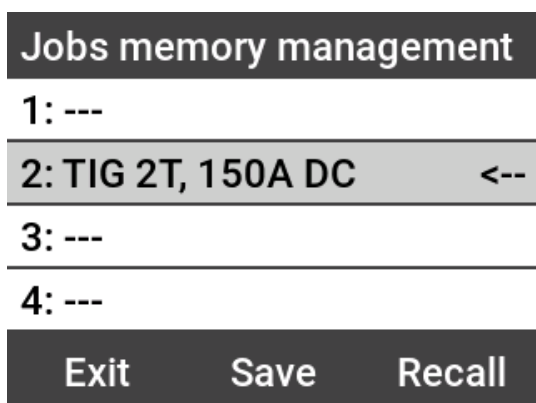 Jobs memory management
1: ---
2: TIG 2T, 150A DC <--
3: ---
4: ---
Exit Save Recall